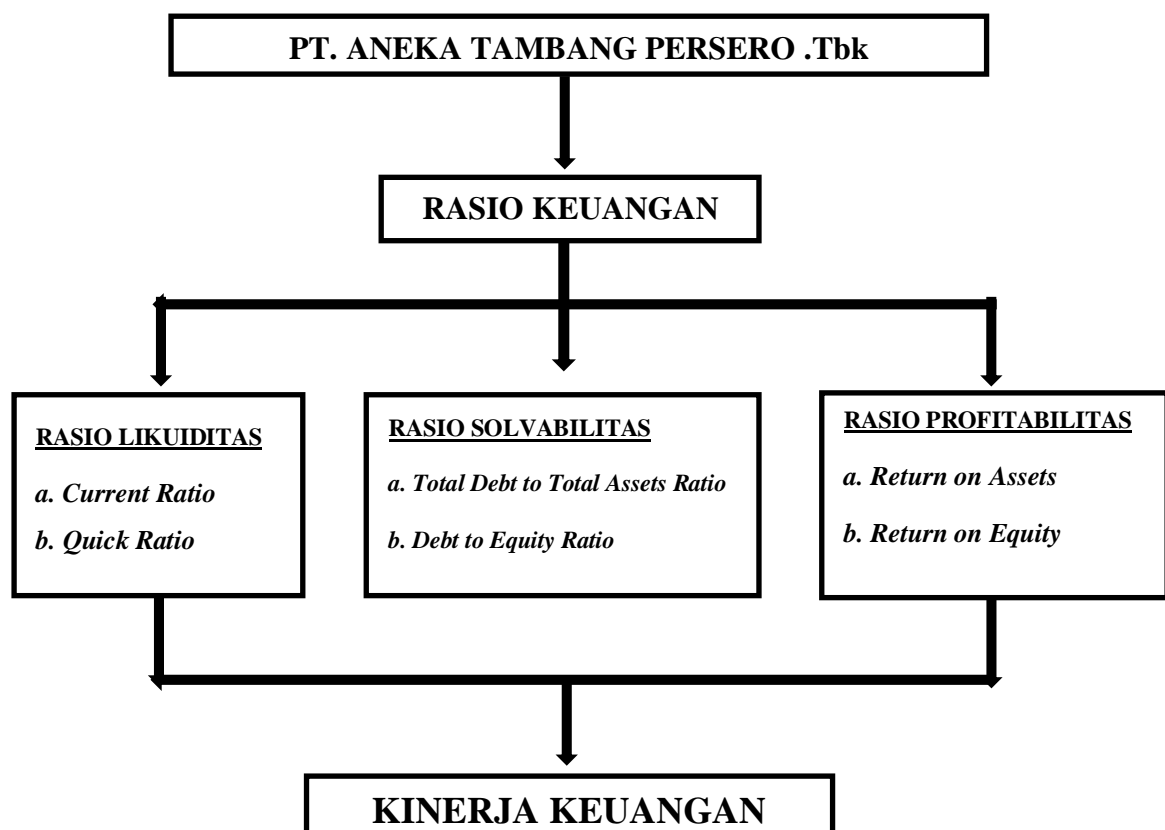 PT. ANEKA TAMBANG PERSERO .Tbk
RASIO KEUANGAN
RASIO LIKUIDITAS
a. Current Ratio
b. Quick Ratio
RASIO SOLVABILITAS
a. Total Debt to Total Assets Ratio
b. Debt to Equity Ratio
RASIO PROFITABILITAS
a. Return on Assets
b. Return on Equity
KINERJA KEUANGAN